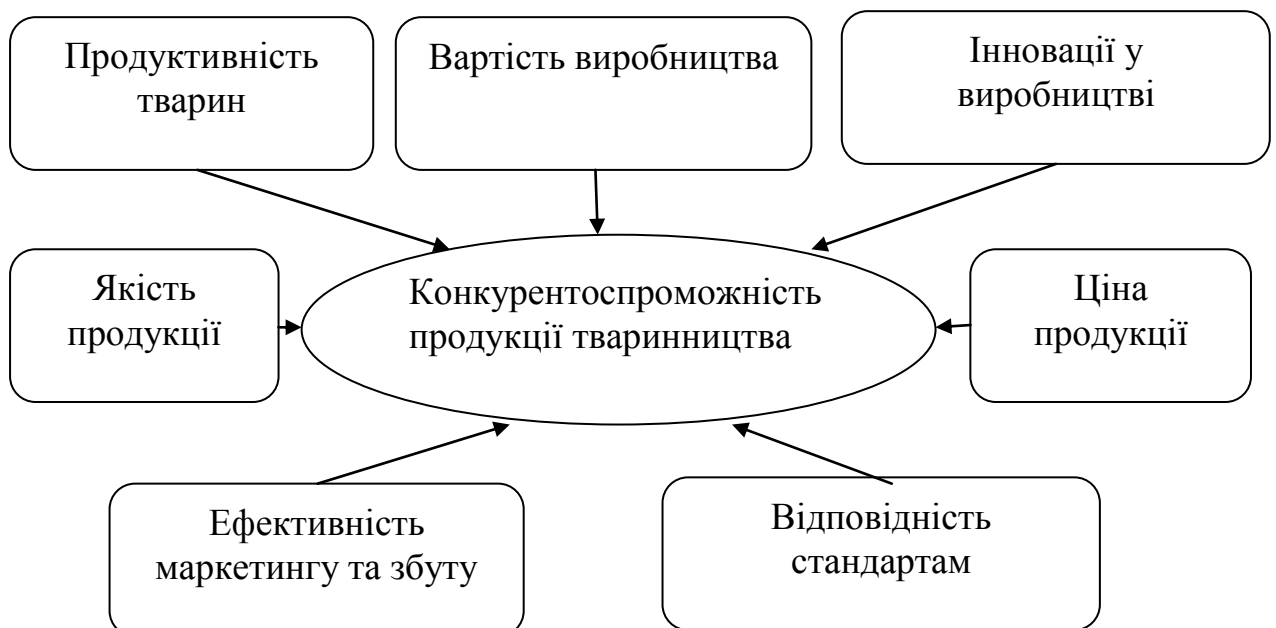 Продуктивність
тварин
Вартість виробництва
Інновації у
виробництві
Якість
продукції
Конкурентоспроможність
продукції тваринництва
Ціна
продукції
Ефективність
маркетингу та збуту
Відповідність
стандартам